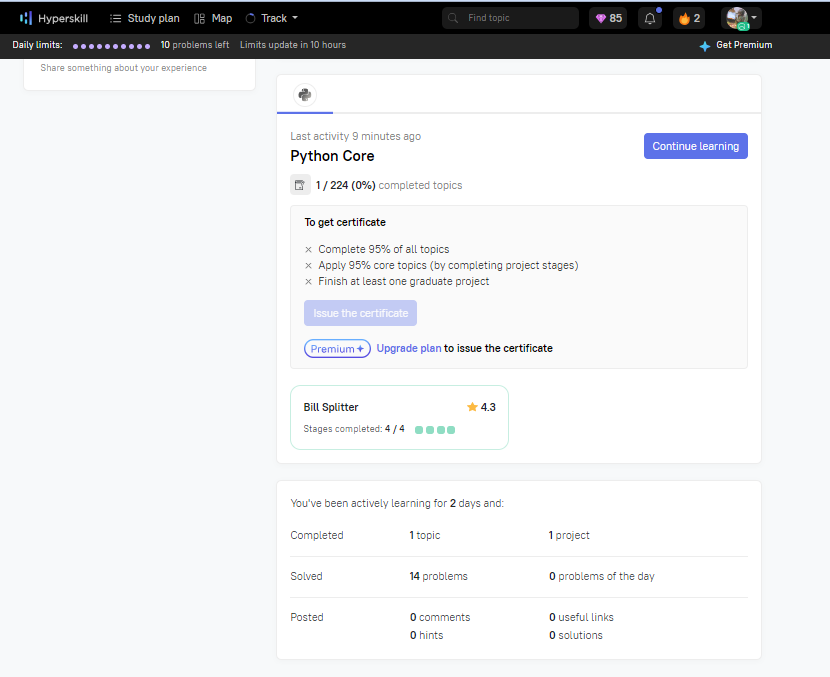 Hyperskill Study plan Map Track Find topic 85 2
Daily limits: 10 problems left Limits update in 10 hours Get Premium
Share something about your experience
Last activity 9 minutes ago
Python Core
Continue learning
1 / 224 (0%) completed topics
To get certificate
× Complete 95% of all topics
× Apply 95% core topics (by completing project stages)
× Finish at least one graduate project
Issue the certificate
Premium Upgrade plan to issue the certificate
Bill Splitter 4.3
Stages completed: 4 / 4
You've been actively learning for 2 days and:
Completed 1 topic 1 project
Solved 14 problems 0 problems of the day
Posted 0 comments 0 useful links
0 hints 0 solutions